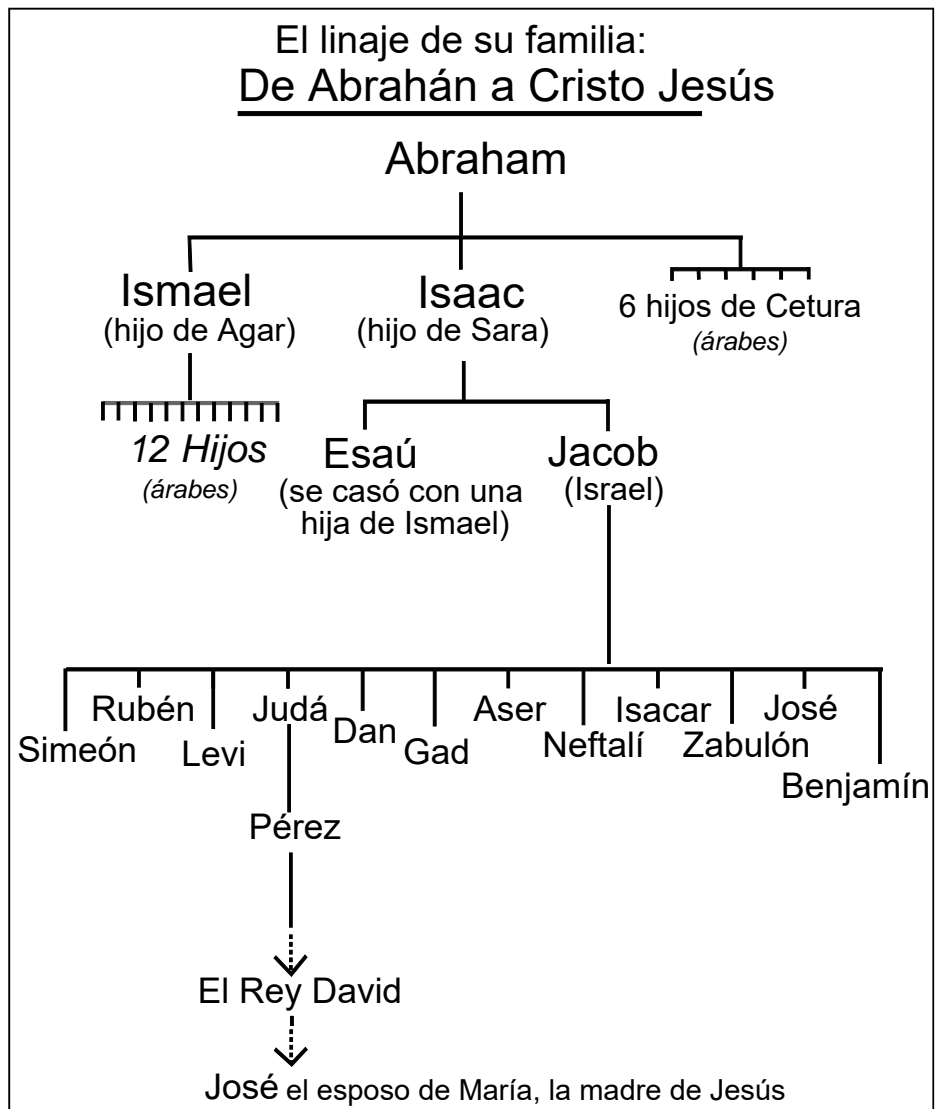 El linaje de su familia:
De Abrahán a Cristo Jesús
Abraham
Ismael
(hijo de Agar)
Isaac
(hijo de Sara)
6 hijos de Cetura
(árabes)
12 Hijos
(árabes)
Esaú
(se casó con una
hija de Ismael)
Jacob
(Israel)
Simeón
Rubén
Levi
Judá
Dan
Gad
Aser
Neftalí
Isacar
Zabulón
José
Benjamín
Pérez
El Rey David
José el esposo de María, la madre de Jesús